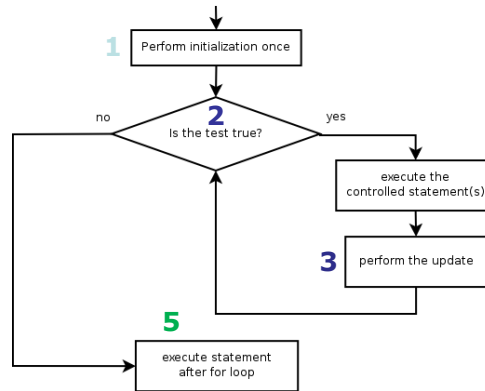 1
Perform initialization once
2
no
yes
Is the test true?
execute the
controlled statement(s)
3
perform the update
5
execute statement
after for loop